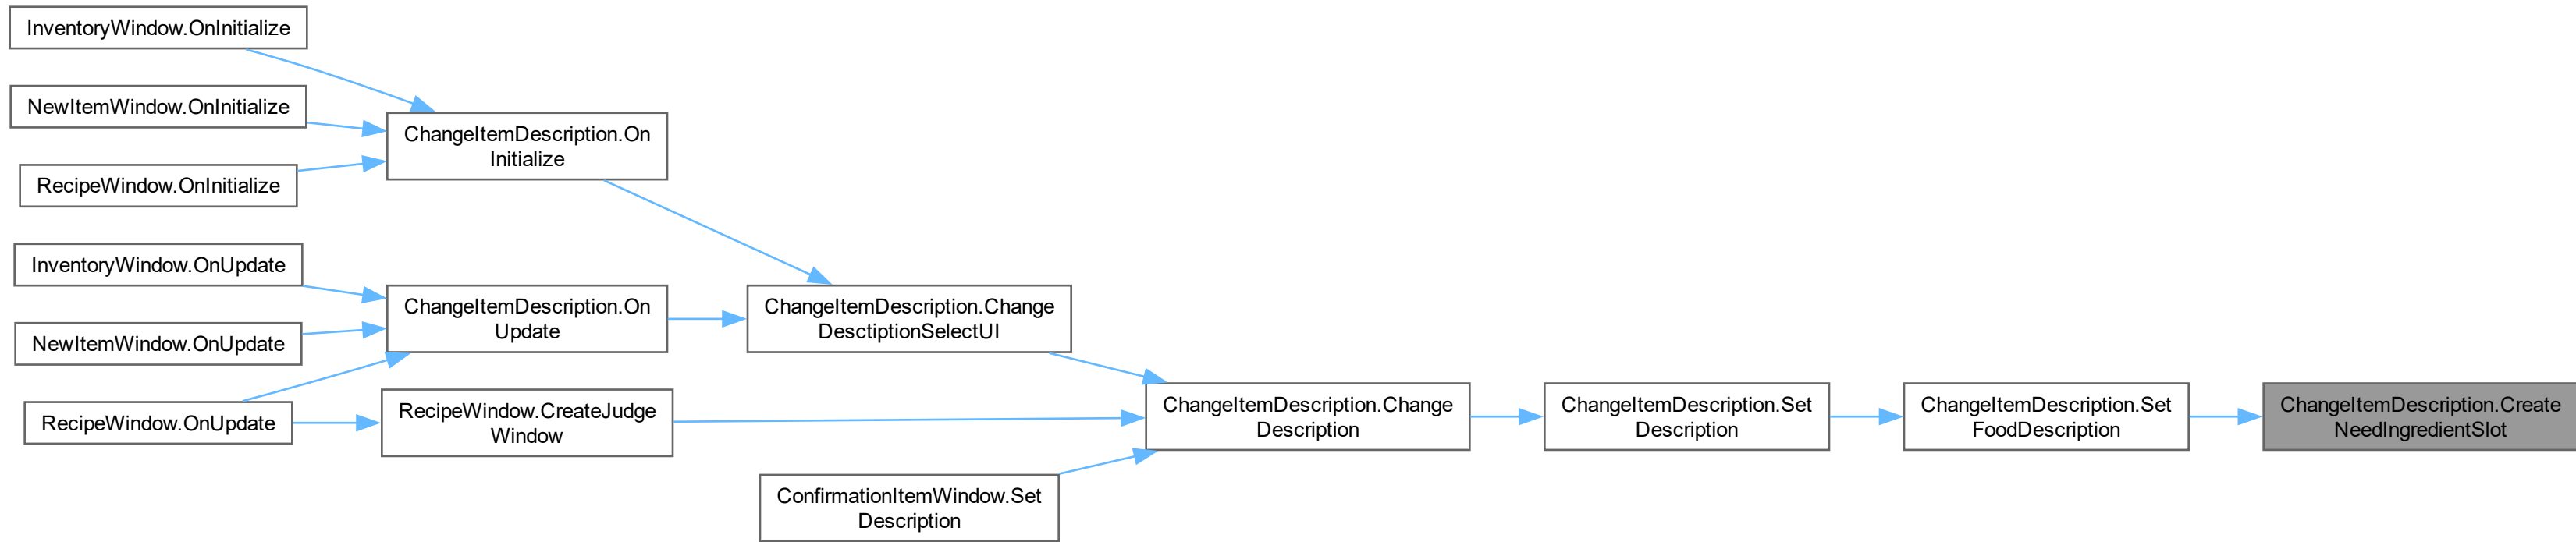 InventoryWindow.OnInitialize
NewItemWindow.OnInitialize
RecipeWindow.OnInitialize
ChangeItemDescription.On
Initialize
InventoryWindow.OnUpdate
NewItemWindow.OnUpdate
RecipeWindow.OnUpdate
ChangeItemDescription.On
Update
RecipeWindow.CreateJudge
Window
ChangeItemDescription.Change
DesctiptionSelectUI
ConfirmationItemWindow.Set
Description
ChangeItemDescription.Change
Description
ChangeItemDescription.Set
Description
ChangeItemDescription.Set
FoodDescription
ChangeItemDescription.Create
NeedIngredientSlot